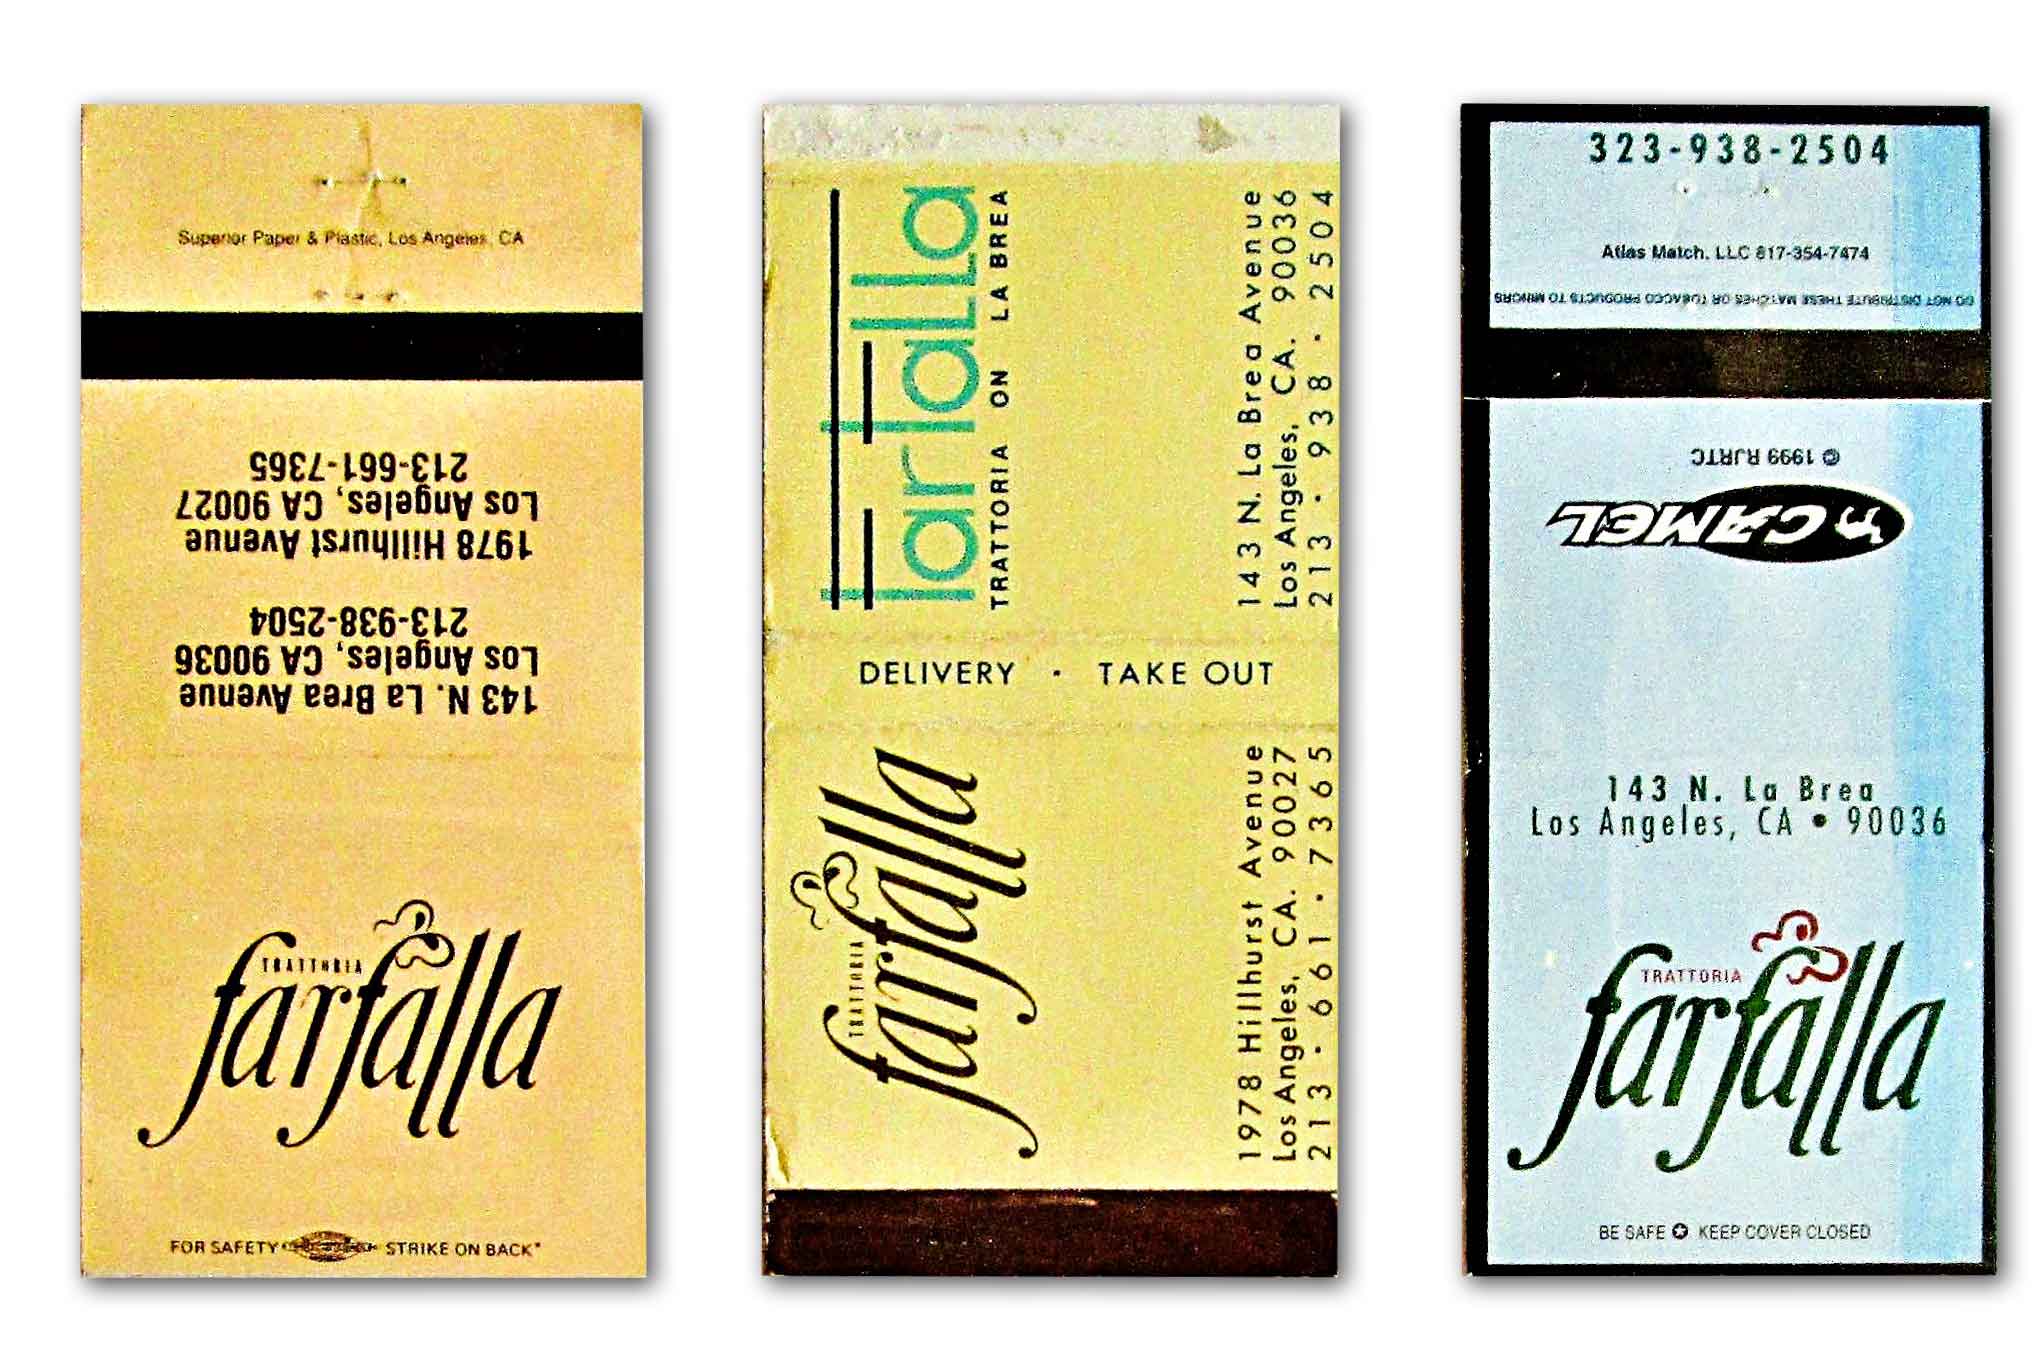 Superior Paper & Plastic, Los Angeles, CA
143 N. La Brea Avenue
Los Angeles, CA 90036
213-938-2504
1978 Hillhurst Avenue
Los Angeles, CA 90027
213-661-7365
TRATTORIA
farfalla
FOR SAFETY STRIKE ON BACK
farfalla
TRATTORIA ON LA BREA
143 N. La Brea Avenue
Los Angeles, CA. 90036
213 · 938 · 2504
DELIVERY · TAKE OUT
TRATTORIA
farfalla
1978 Hillhurst Avenue
Los Angeles, CA. 90027
213 · 661 · 7365
323-938-2504
Atlas Match, LLC 817-354-7474
DO NOT DISTRIBUTE THESE MATCHES OR TOBACCO PRODUCTS TO MINORS
CAMEL
© 1999 RJRTC
143 N. La Brea
Los Angeles, CA • 90036
TRATTORIA
farfalla
BE SAFE ✪ KEEP COVER CLOSED